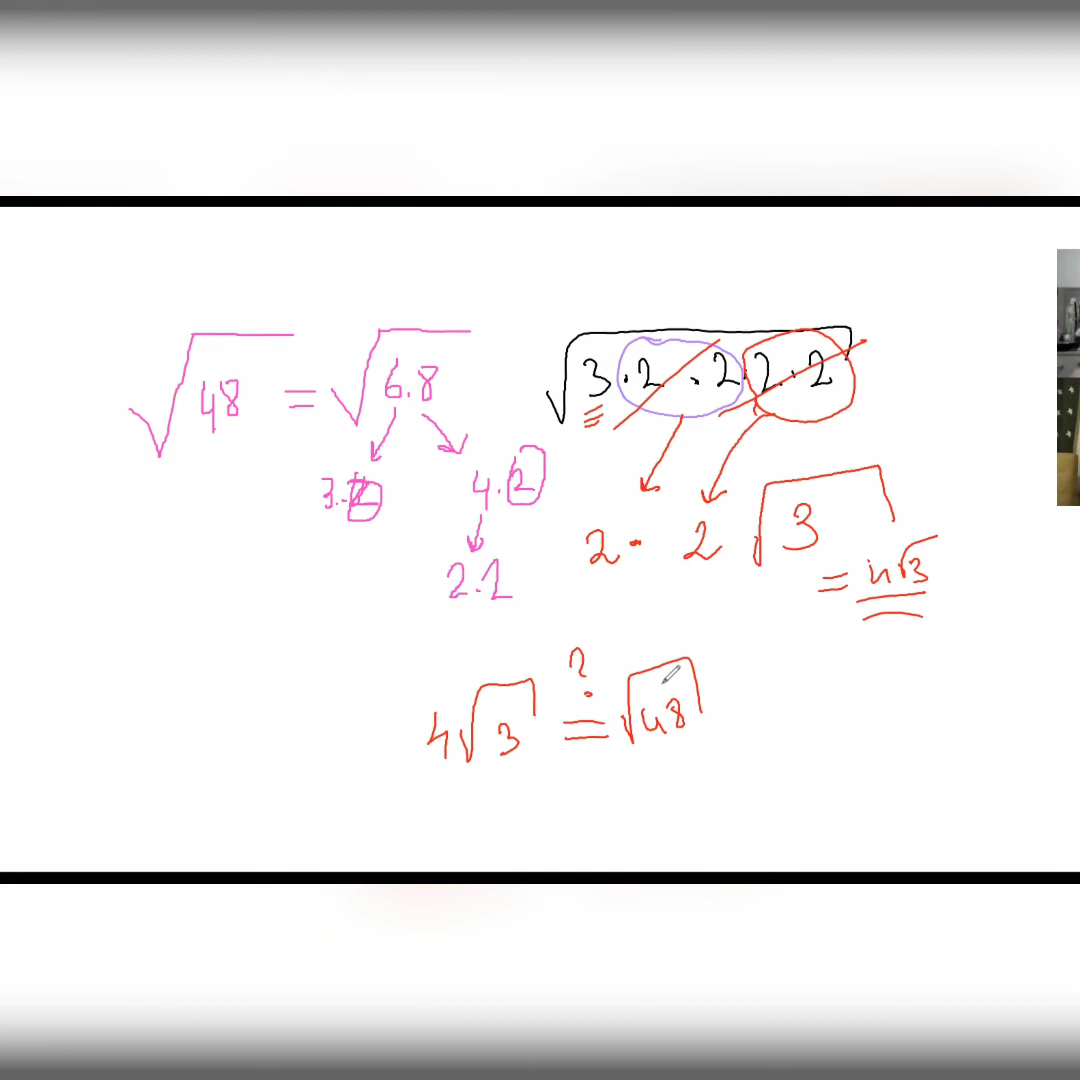 √48 = √6.8 √3.2.2.2.2
3.2 4.2
2.2
2.2√3
= 4√3
4√3 ?= √48